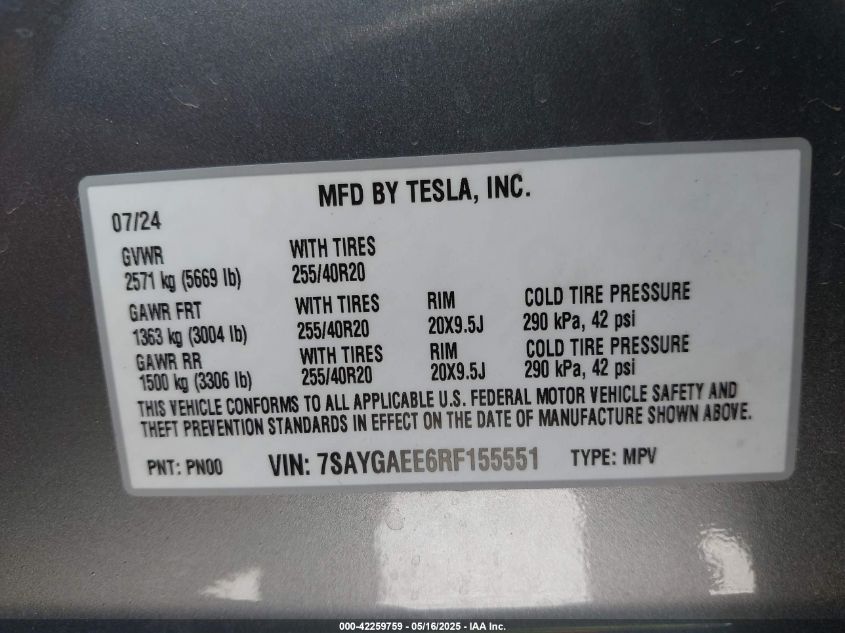 MFD BY TESLA, INC.
07/24
GVWR WITH TIRES
2571 kg (5669 lb) 255/40R20
GAWR FRT WITH TIRES RIM COLD TIRE PRESSURE
1363 kg (3004 lb) 255/40R20 20X9.5J 290 kPa, 42 psi
GAWR RR WITH TIRES RIM COLD TIRE PRESSURE
1500 kg (3306 lb) 255/40R20 20X9.5J 290 kPa, 42 psi
THIS VEHICLE CONFORMS TO ALL APPLICABLE U.S. FEDERAL MOTOR VEHICLE SAFETY AND
THEFT PREVENTION STANDARDS IN EFFECT ON THE DATE OF MANUFACTURE SHOWN ABOVE.
PNT: PN00 VIN: 7SAYGAEE6RF155551 TYPE: MPV
000-42259759 - 05/16/2025 - IAA Inc.